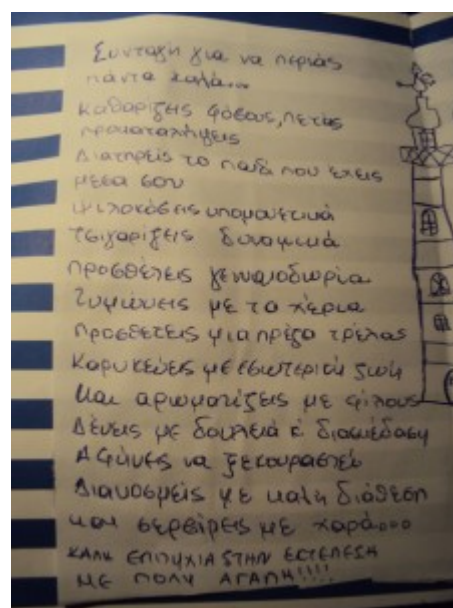 Συνταγή για να περνάς
πάντα καλά...
Καθαρίζεις φόβους, πετάς
προκαταλήψεις
Διατηρείς το παιδί που έχεις
μέσα σου
ψιλοκόβεις υπομονετικά
τσιγαρίζεις δυναμικά
προσθέτεις γενναιοδωρία
Ζυμώνεις με τα χέρια
προσθέτεις μια πρέζα τρέλας
Καρυκεύεις με εσωτερική ζωή
Και αρωματίζεις με φίλους
Δένεις με δουλειά κ διασκέδαση
Αφήνεις να ξεκουραστεί
Διανοσμείς με καλή διάθεση
και σερβίρεις με χαρά...
ΚΑΛΗ ΕΠΙΤΥΧΙΑ ΣΤΗΝ ΕΚΤΕΛΕΣΗ
ΜΕ ΠΟΛΥ ΑΓΑΠΗ!!!!